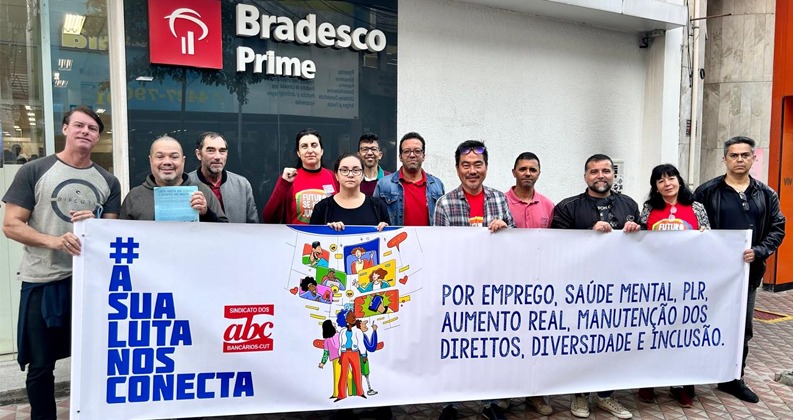 Bradesco
Prime
#
A
SUA
LUTA
NOS
CONECTA
SINDICATO DOS
abc
BANCÁRIOS-CUT
POR EMPREGO, SAÚDE MENTAL, PLR,
AUMENTO REAL, MANUTENÇÃO DOS
DIREITOS, DIVERSIDADE E INCLUSÃO.
FUTURO